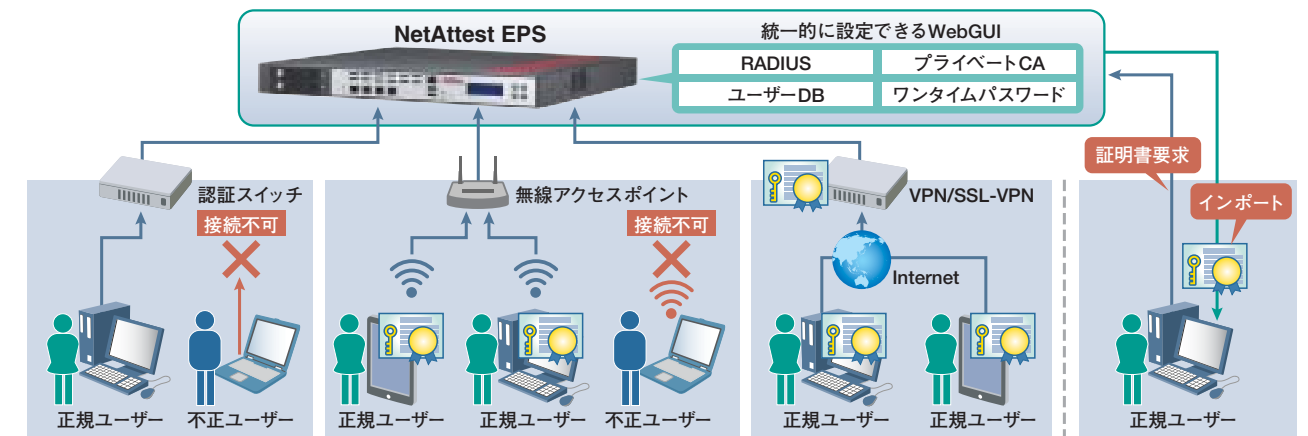 NetAttest EPS
統一的に設定できるWebGUI
RADIUS
プライベートCA
ユーザーDB
ワンタイムパスワード
証明書要求
インポート
認証スイッチ
接続不可
無線アクセスポイント
接続不可
VPN/SSL-VPN
Internet
正規ユーザー
不正ユーザー
正規ユーザー
正規ユーザー
不正ユーザー
正規ユーザー
正規ユーザー
正規ユーザー